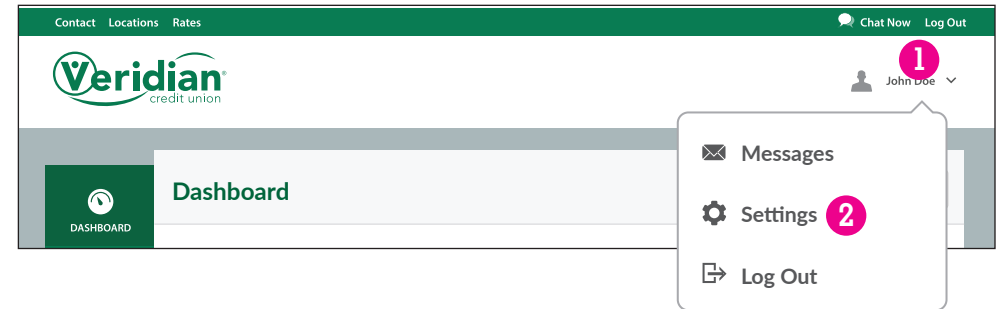 Contact Locations Rates Chat Now Log Out
1
Veridian
credit union
John Doe
Messages
Dashboard
Settings 2
DASHBOARD
Log Out